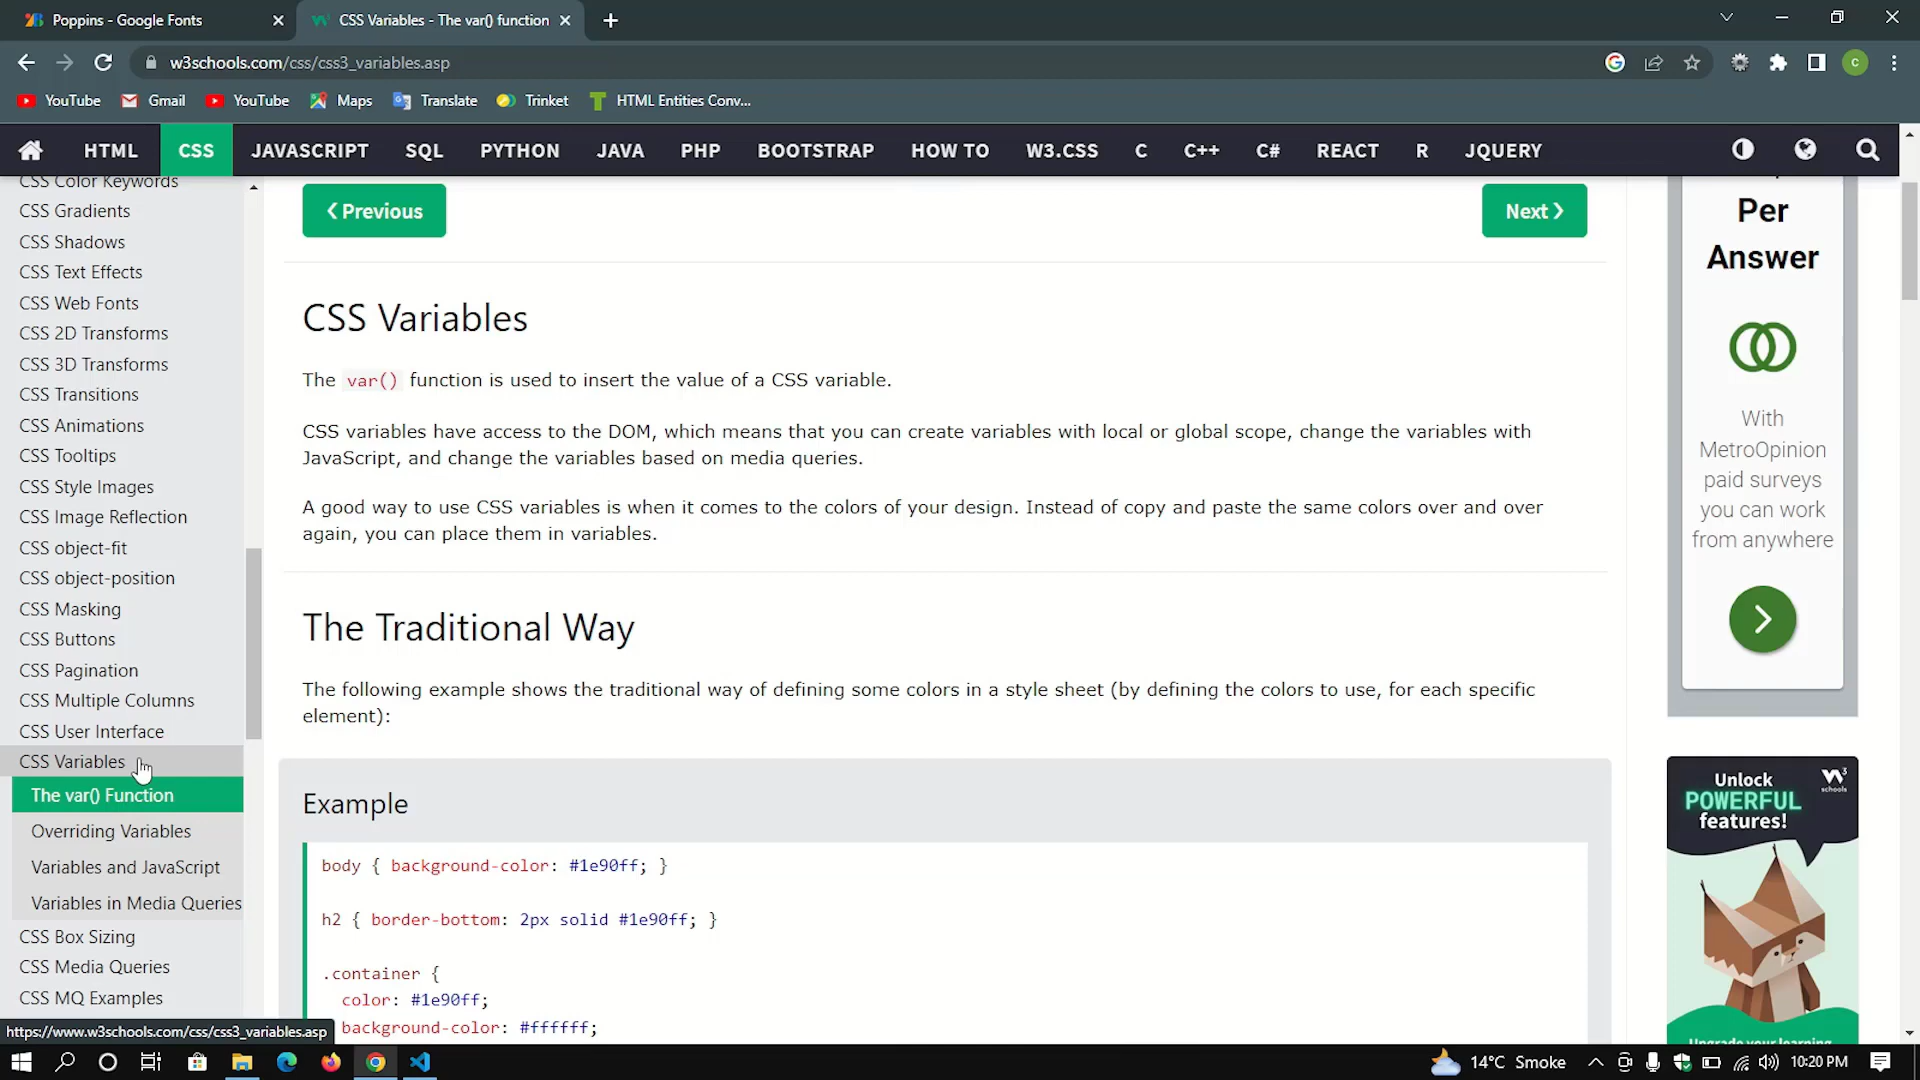 Poppins - Google Fonts
CSS Variables - The var() function
w3schools.com/css/css3_variables.asp
C
YouTube
Gmail
YouTube
Maps
Translate
Trinket
HTML Entities Conv...
HTML
CSS
JAVASCRIPT
SQL
PYTHON
JAVA
PHP
BOOTSTRAP
HOW TO
W3.CSS
C
C++
C#
REACT
R
JQUERY
CSS Color Keywords
CSS Gradients
CSS Shadows
CSS Text Effects
CSS Web Fonts
CSS 2D Transforms
CSS 3D Transforms
CSS Transitions
CSS Animations
CSS Tooltips
CSS Style Images
CSS Image Reflection
CSS object-fit
CSS object-position
CSS Masking
CSS Buttons
CSS Pagination
CSS Multiple Columns
CSS User Interface
CSS Variables
The var() Function
Overriding Variables
Variables and JavaScript
Variables in Media Queries
CSS Box Sizing
CSS Media Queries
CSS MQ Examples
https://www.w3schools.com/css/css3_variables.asp
❮ Previous
Next ❯
CSS Variables
The var() function is used to insert the value of a CSS variable.
CSS variables have access to the DOM, which means that you can create variables with local or global scope, change the variables with
JavaScript, and change the variables based on media queries.
A good way to use CSS variables is when it comes to the colors of your design. Instead of copy and paste the same colors over and over
again, you can place them in variables.
The Traditional Way
The following example shows the traditional way of defining some colors in a style sheet (by defining the colors to use, for each specific
element):
Example
body { background-color: #1e90ff; }
h2 { border-bottom: 2px solid #1e90ff; }
.container {
color: #1e90ff;
background-color: #ffffff;
Per
Answer
With
MetroOpinion
paid surveys
you can work
from anywhere
Unlock
POWERFUL
features!
W3
schools
Upgrade your learning
14°C Smoke
10:20 PM